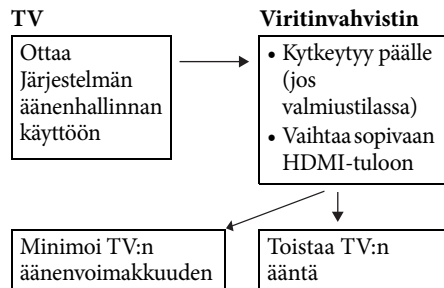 TV
Ottaa
Järjestelmän
äänenhallinnan
käyttöön
Viritinvahvistin
• Kytkeytyy päälle
(jos
valmiustilassa)
• Vaihtaa sopivaan
HDMI-tuloon
Minimoi TV:n
äänenvoimakkuuden
Toistaa TV:n
ääntä